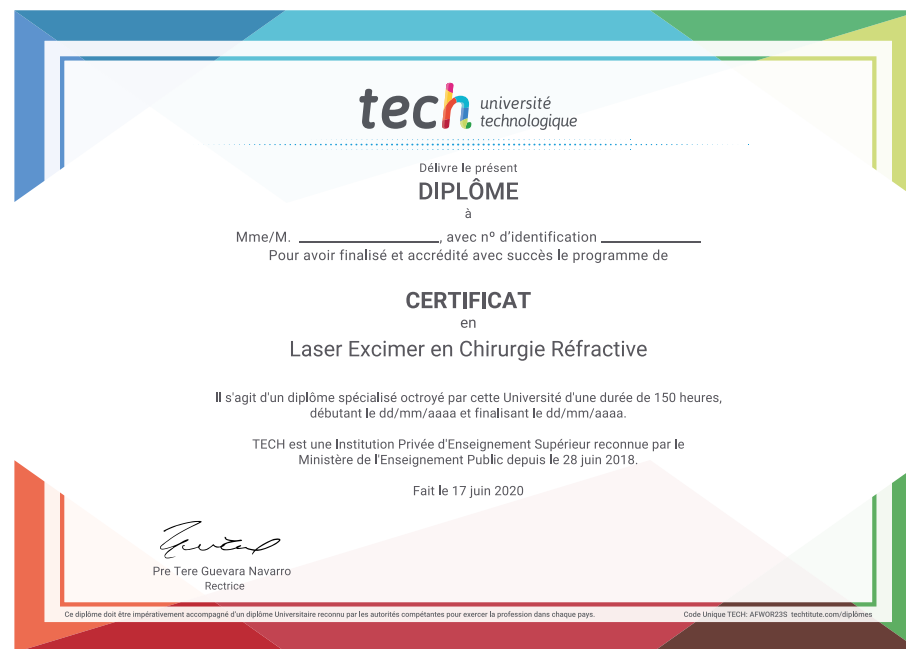 tech université
technologique
Délivre le présent
DIPLÔME
à
Mme/M. ____________________, avec nº d'identification ______________
Pour avoir finalisé et accrédité avec succès le programme de
CERTIFICAT
en
Laser Excimer en Chirurgie Réfractive
Il s'agit d'un diplôme spécialisé octroyé par cette Université d'une durée de 150 heures,
débutant le dd/mm/aaaa et finalisant le dd/mm/aaaa.
TECH est une Institution Privée d'Enseignement Supérieur reconnue par le
Ministère de l'Enseignement Public depuis le 28 juin 2018.
Fait le 17 juin 2020
Pre Tere Guevara Navarro
Rectrice
Ce diplôme doit être impérativement accompagné d'un diplôme Universitaire reconnu par les autorités compétantes pour exercer la profession dans chaque pays.
Code Unique TECH: AFWOR23S techtitute.com/diplômes